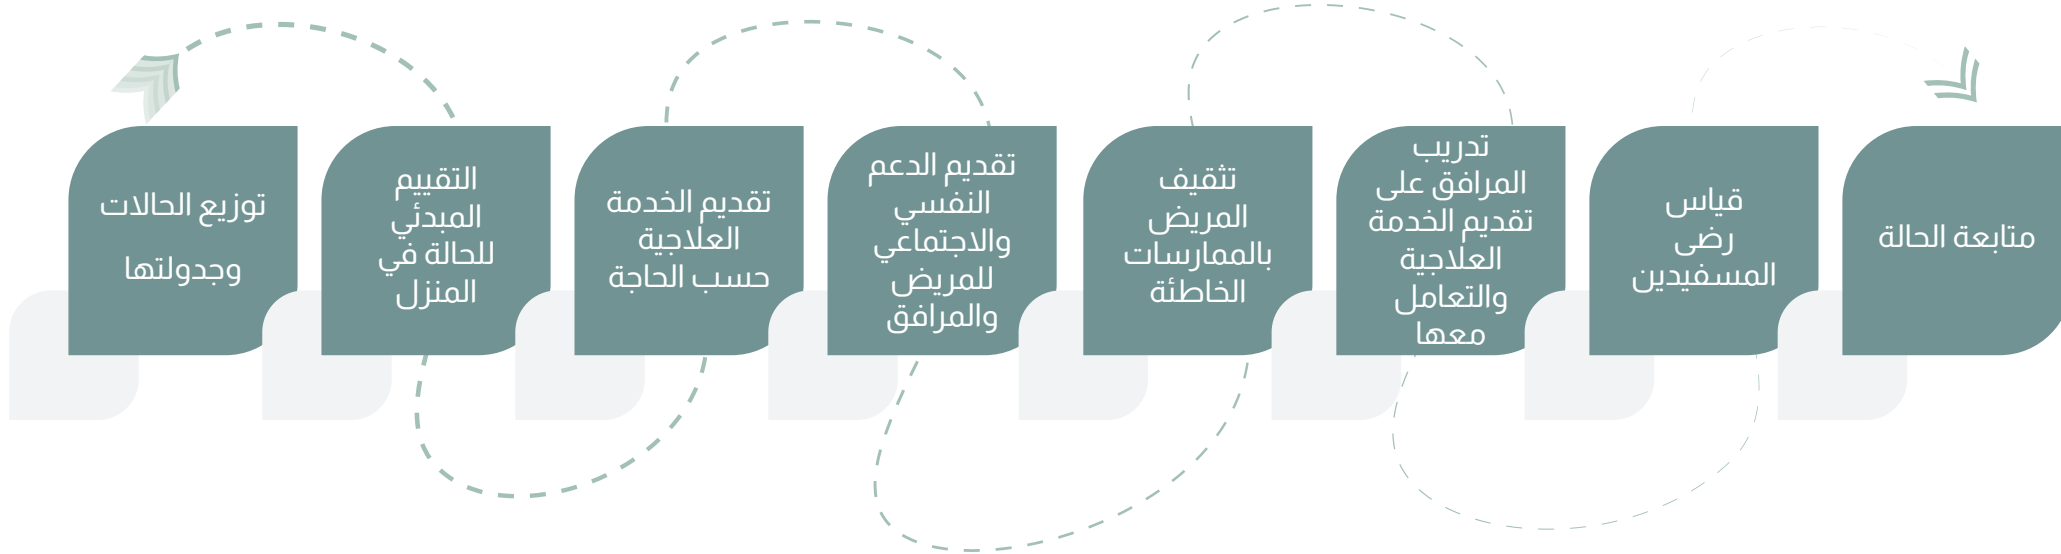 توزيع الحالات
وجدولتها
التقييم
المبدئي
للحالة في
المنزل
تقديم الخدمة
العلاجية
حسب الحاجة
تقديم الدعم
النفسي
والاجتماعي
للمريض
والمرافق
تثقيف
المريض
بالممارسات
الخاطئة
تدريب
المرافق على
تقديم الخدمة
العلاجية
والتعامل
معها
قياس
رضى
المسفيدين
متابعة الحالة